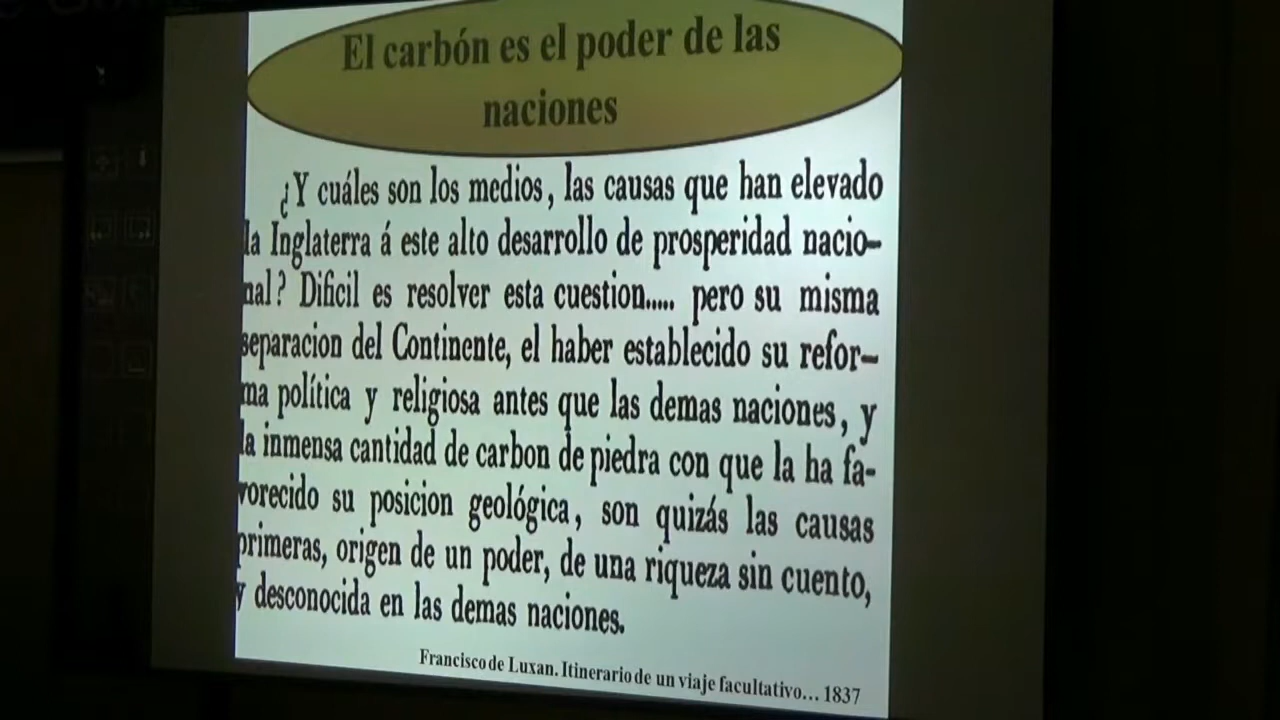 El carbón es el poder de las
naciones
¿Y cuáles son los medios, las causas que han elevado
la Inglaterra á este alto desarrollo de prosperidad nacio-
nal? Dificil es resolver esta cuestion..... pero su misma
separacion del Continente, el haber establecido su refor-
ma política y religiosa antes que las demas naciones, y
la inmensa cantidad de carbon de piedra con que la ha fa-
vorecido su posicion geológica, son quizás las causas
primeras, origen de un poder, de una riqueza sin cuento,
y desconocida en las demas naciones.
Francisco de Luxan. Itinerario de un viaje facultativo... 1837